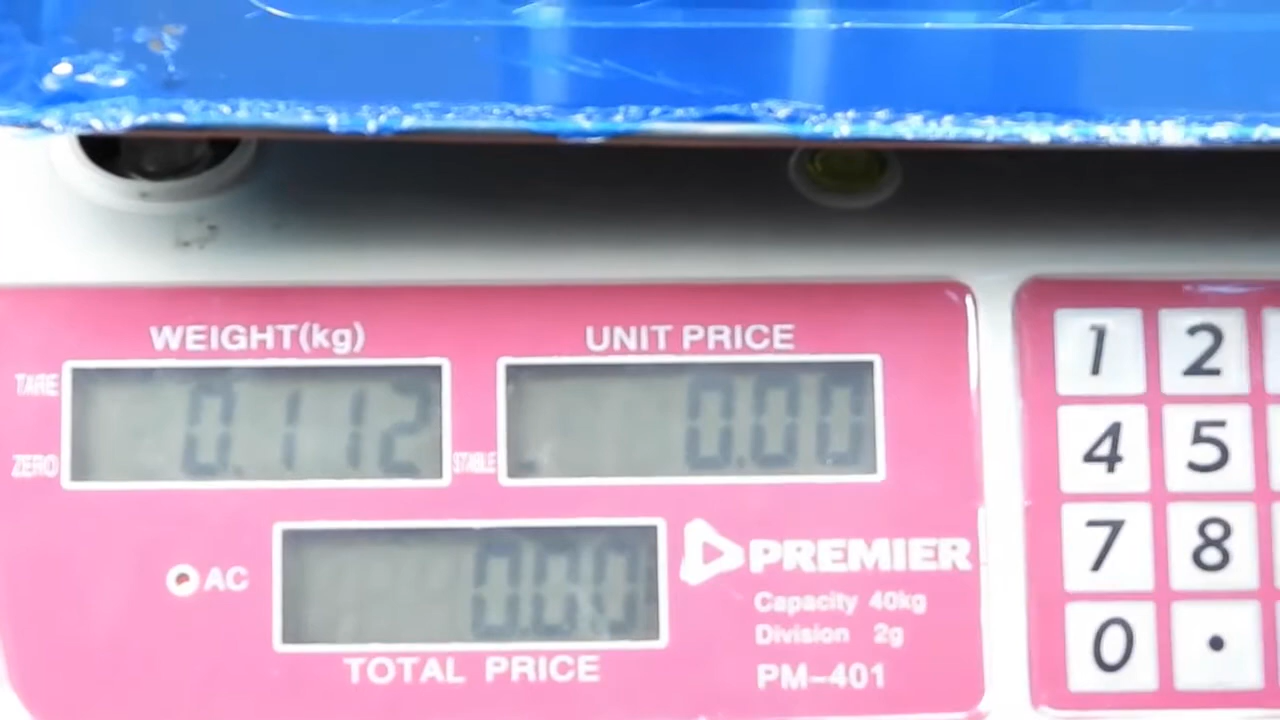 WEIGHT(kg)
UNIT PRICE
TARE
0.112
0.00
ZERO
STABLE
AC
0.00
PREMIER
Capacity 40kg
Division 2g
TOTAL PRICE
PM-401
1 2
4 5
7 8
0 .